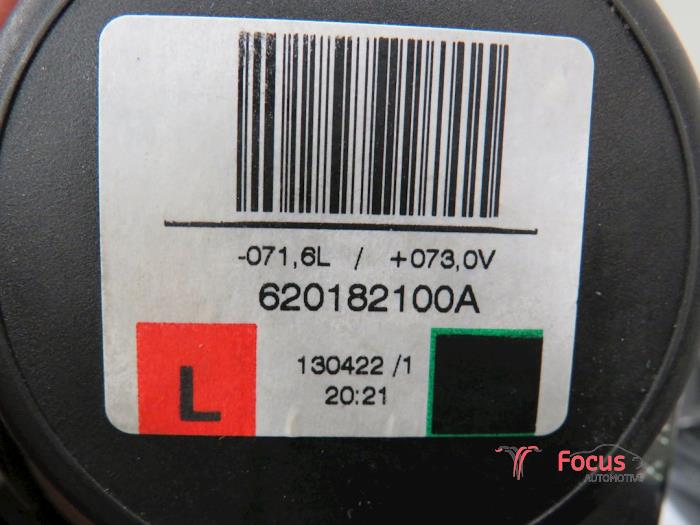 -071,6L / +073,0V
620182100A
130422 /1
20:21
L
Focus
AUTOMOTIVE